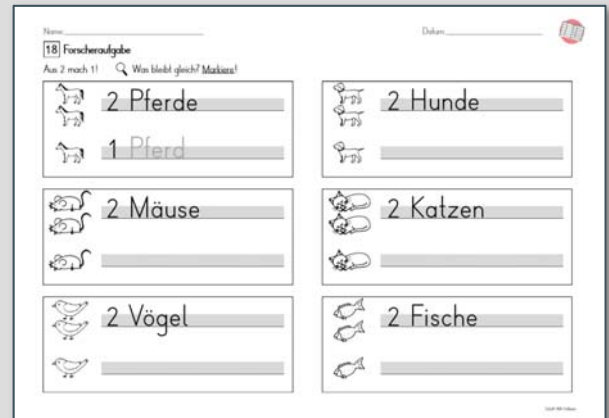 Name:
Datum:
18 Forscheraufgabe
Aus 2 mach 1! Was bleibt gleich? Markiere!
2 Pferde
1 Pferd
2 Hunde
2 Mäuse
2 Katzen
2 Vögel
2 Fische